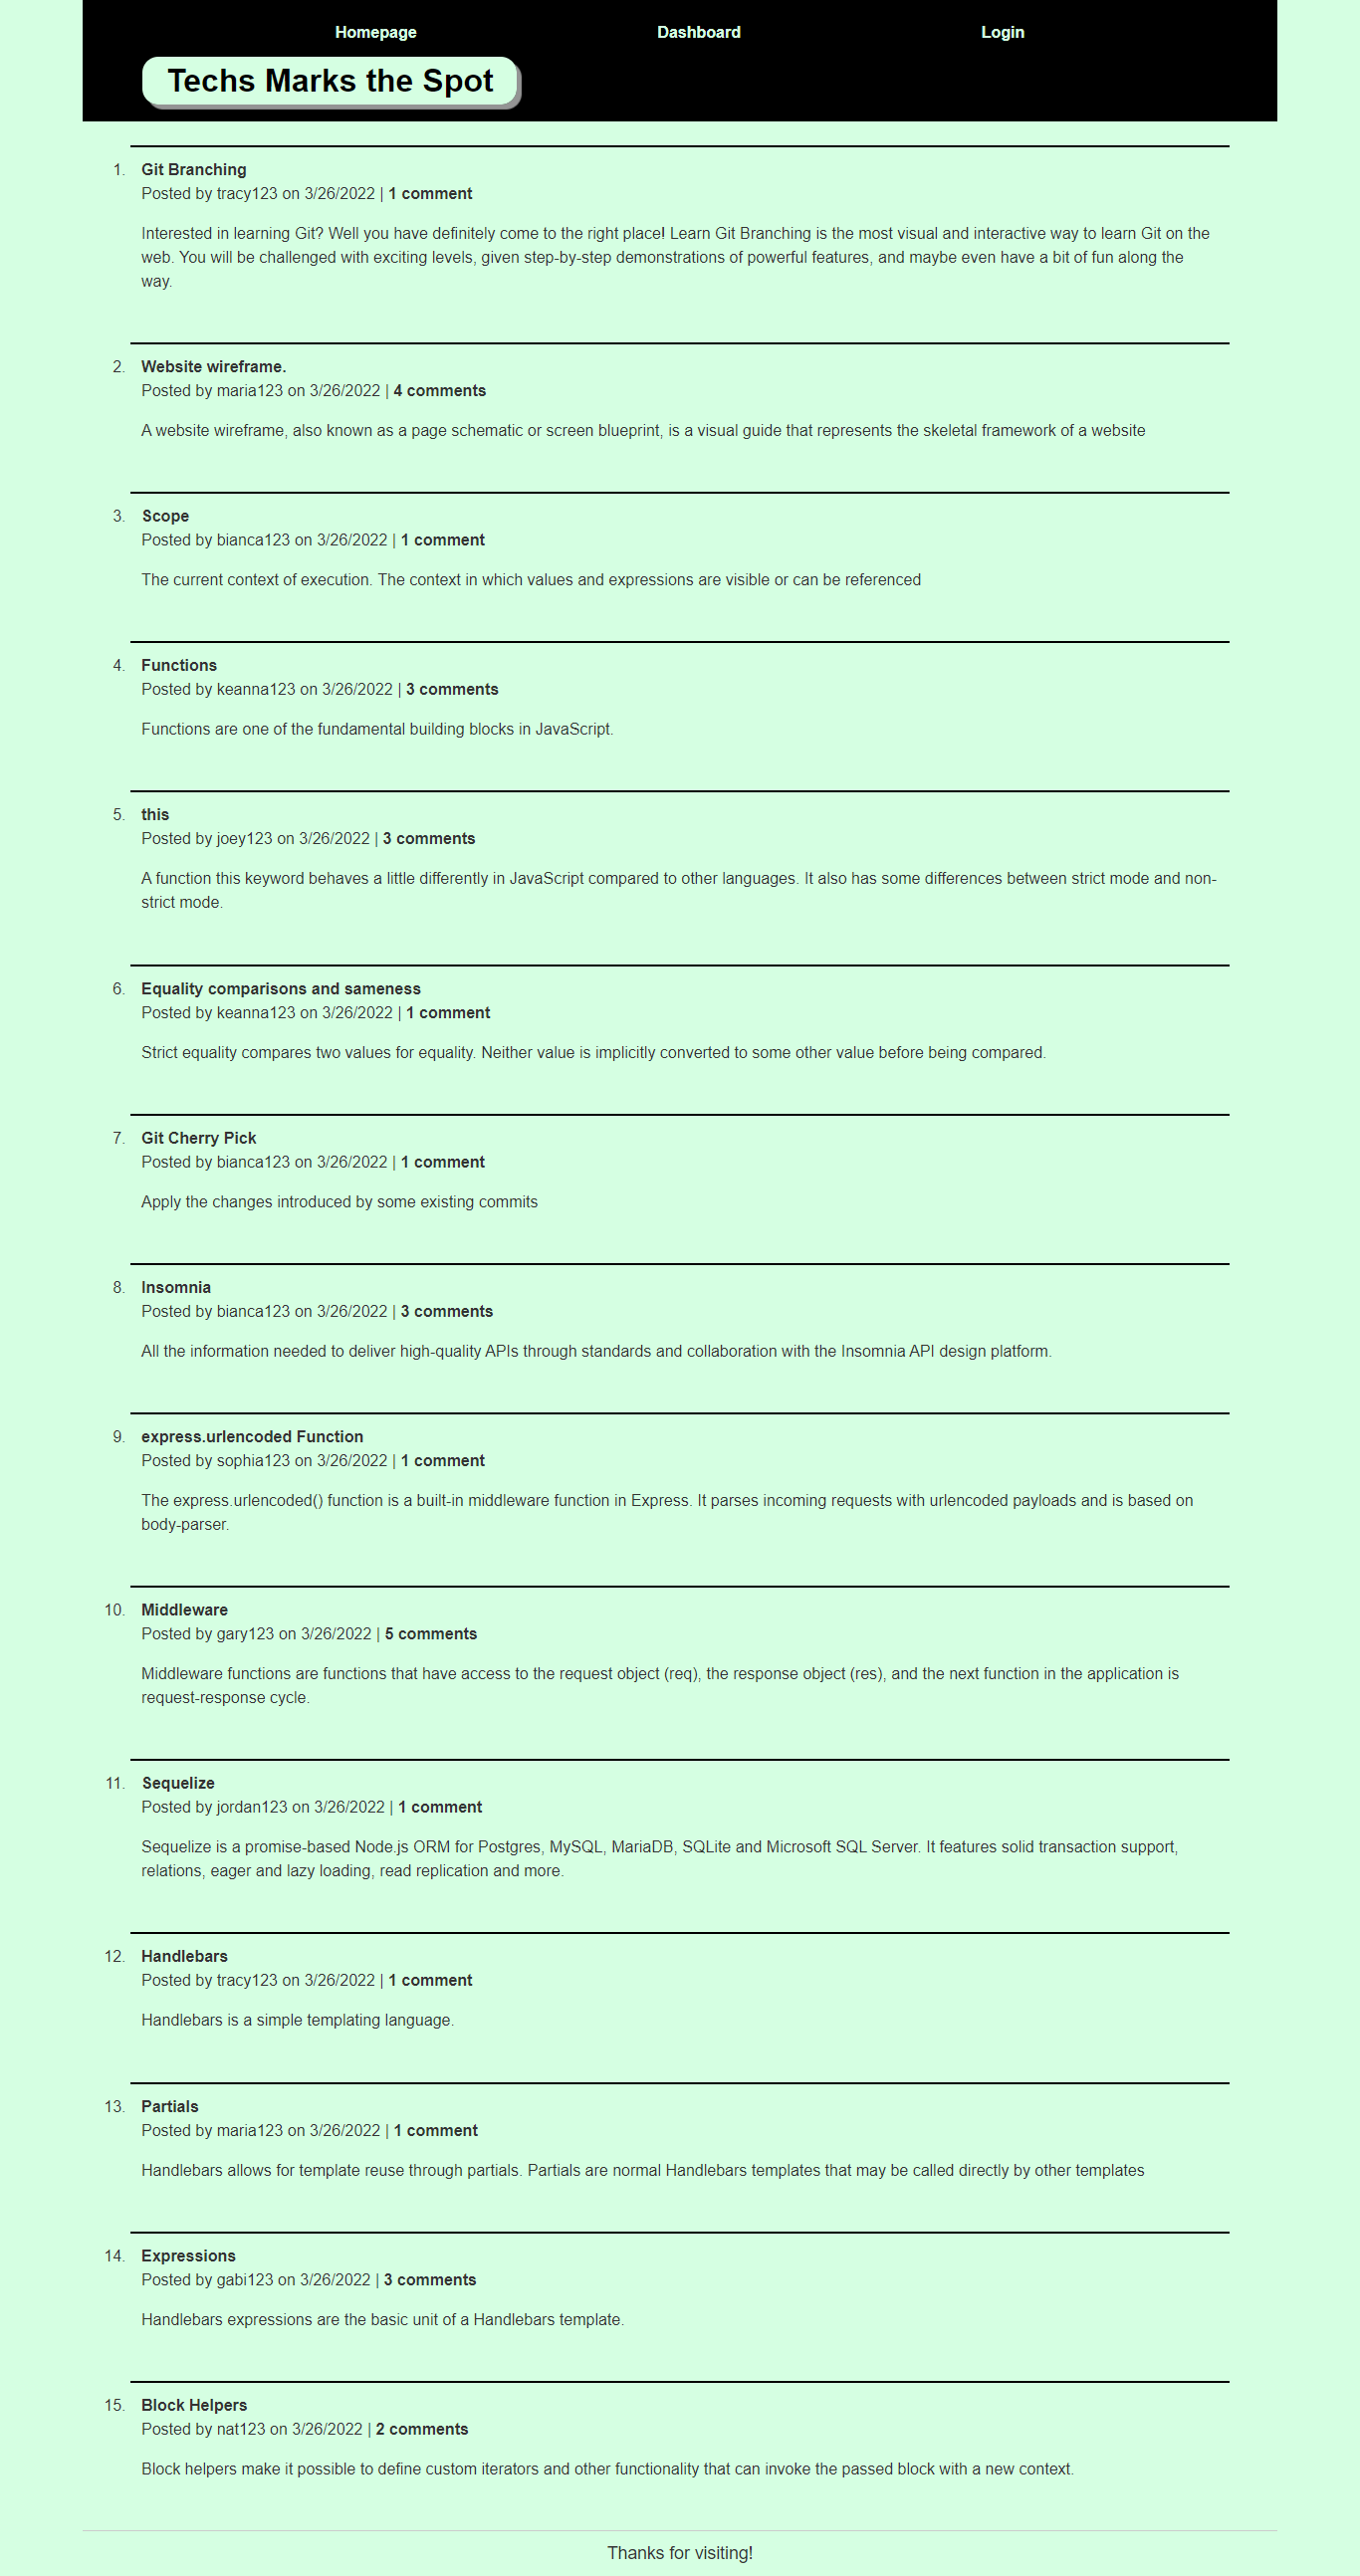 Homepage Dashboard Login
Techs Marks the Spot
1. Git Branching
Posted by tracy123 on 3/26/2022 | 1 comment
Interested in learning Git? Well you have definitely come to the right place! Learn Git Branching is the most visual and interactive way to learn Git on the
web. You will be challenged with exciting levels, given step-by-step demonstrations of powerful features, and maybe even have a bit of fun along the
way.
2. Website wireframe.
Posted by maria123 on 3/26/2022 | 4 comments
A website wireframe, also known as a page schematic or screen blueprint, is a visual guide that represents the skeletal framework of a website
3. Scope
Posted by bianca123 on 3/26/2022 | 1 comment
The current context of execution. The context in which values and expressions are visible or can be referenced
4. Functions
Posted by keanna123 on 3/26/2022 | 3 comments
Functions are one of the fundamental building blocks in JavaScript.
5. this
Posted by joey123 on 3/26/2022 | 3 comments
A function this keyword behaves a little differently in JavaScript compared to other languages. It also has some differences between strict mode and non-
strict mode.
6. Equality comparisons and sameness
Posted by keanna123 on 3/26/2022 | 1 comment
Strict equality compares two values for equality. Neither value is implicitly converted to some other value before being compared.
7. Git Cherry Pick
Posted by bianca123 on 3/26/2022 | 1 comment
Apply the changes introduced by some existing commits
8. Insomnia
Posted by bianca123 on 3/26/2022 | 3 comments
All the information needed to deliver high-quality APIs through standards and collaboration with the Insomnia API design platform.
9. express.urlencoded Function
Posted by sophia123 on 3/26/2022 | 1 comment
The express.urlencoded() function is a built-in middleware function in Express. It parses incoming requests with urlencoded payloads and is based on
body-parser.
10. Middleware
Posted by gary123 on 3/26/2022 | 5 comments
Middleware functions are functions that have access to the request object (req), the response object (res), and the next function in the application is
request-response cycle.
11. Sequelize
Posted by jordan123 on 3/26/2022 | 1 comment
Sequelize is a promise-based Node.js ORM for Postgres, MySQL, MariaDB, SQLite and Microsoft SQL Server. It features solid transaction support,
relations, eager and lazy loading, read replication and more.
12. Handlebars
Posted by tracy123 on 3/26/2022 | 1 comment
Handlebars is a simple templating language.
13. Partials
Posted by maria123 on 3/26/2022 | 1 comment
Handlebars allows for template reuse through partials. Partials are normal Handlebars templates that may be called directly by other templates
14. Expressions
Posted by gabi123 on 3/26/2022 | 3 comments
Handlebars expressions are the basic unit of a Handlebars template.
15. Block Helpers
Posted by nat123 on 3/26/2022 | 2 comments
Block helpers make it possible to define custom iterators and other functionality that can invoke the passed block with a new context.
Thanks for visiting!